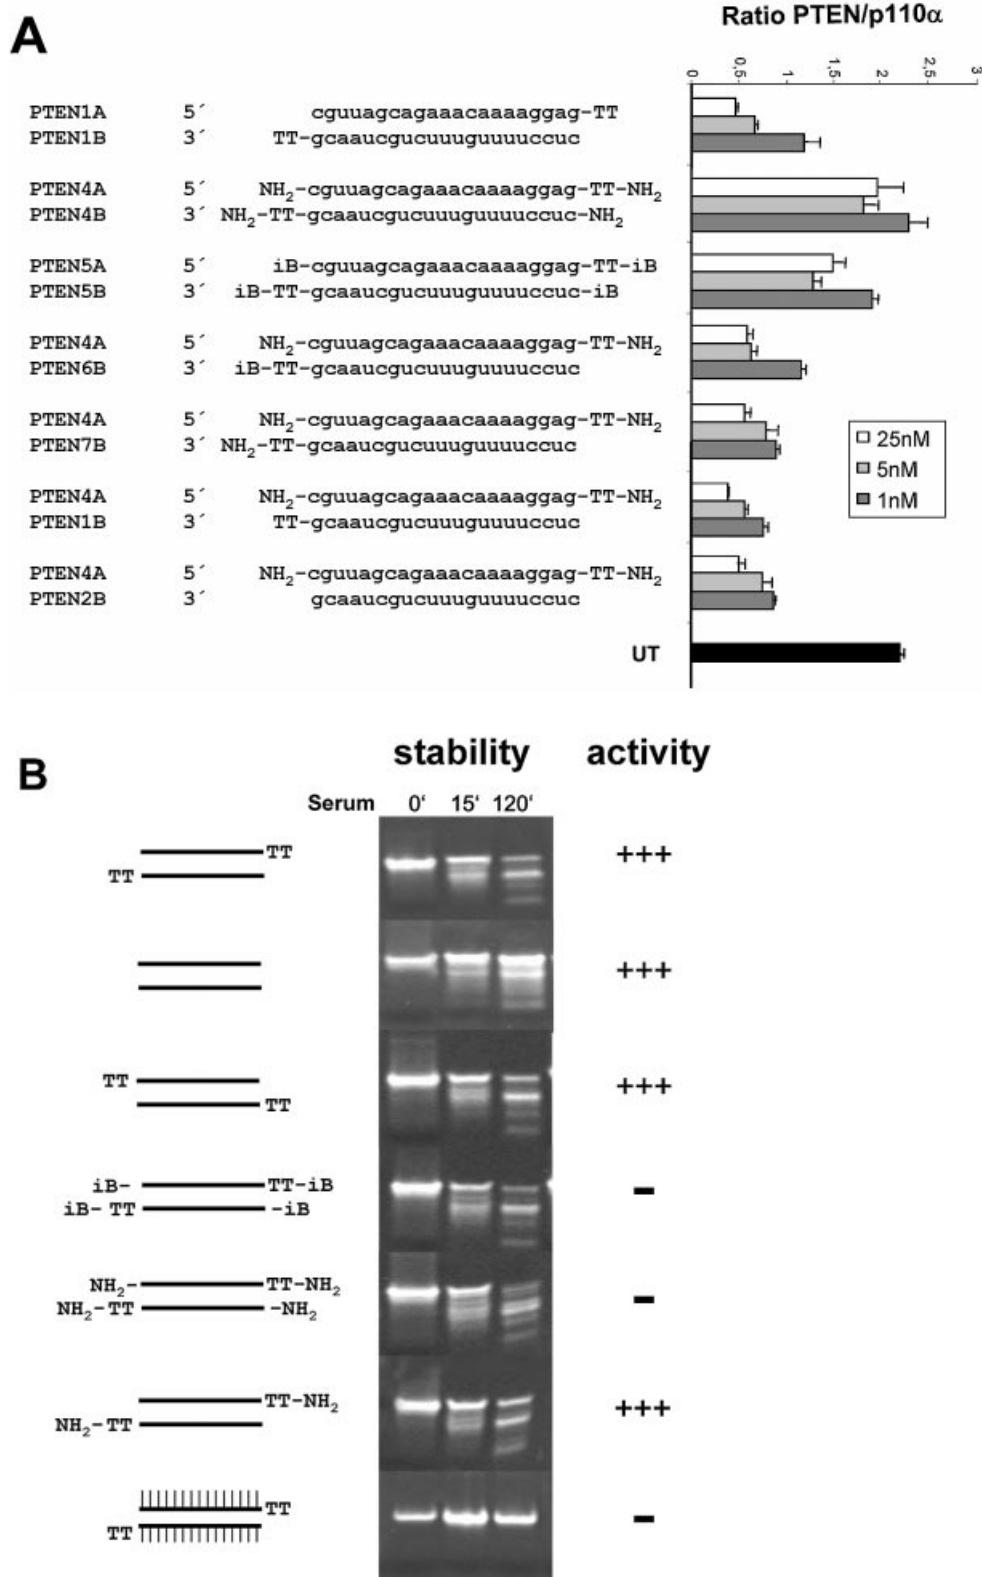 A
Ratio PTEN/p110α
0 0,5 1 1,5 2 2,5 3
PTEN1A 5´ cguuagcagaaacaaaaggag-TT
PTEN1B 3´ TT-gcaaucgucuuuguuuuccuc
PTEN4A 5´ NH2-cguuagcagaaacaaaaggag-TT-NH2
PTEN4B 3´ NH2-TT-gcaaucgucuuuguuuuccuc-NH2
PTEN5A 5´ iB-cguuagcagaaacaaaaggag-TT-iB
PTEN5B 3´ iB-TT-gcaaucgucuuuguuuuccuc-iB
PTEN4A 5´ NH2-cguuagcagaaacaaaaggag-TT-NH2
PTEN6B 3´ iB-TT-gcaaucgucuuuguuuuccuc
PTEN4A 5´ NH2-cguuagcagaaacaaaaggag-TT-NH2
PTEN7B 3´ NH2-TT-gcaaucgucuuuguuuuccuc
PTEN4A 5´ NH2-cguuagcagaaacaaaaggag-TT-NH2
PTEN1B 3´ TT-gcaaucgucuuuguuuuccuc
PTEN4A 5´ NH2-cguuagcagaaacaaaaggag-TT-NH2
PTEN2B 3´ gcaaucgucuuuguuuuccuc
UT
25nM
5nM
1nM
B
stability activity
Serum 0‘ 15‘ 120‘
TT
TT
+++
+++
TT
TT
+++
iB- TT-iB
iB- TT -iB
-
NH2- TT-NH2
NH2-TT -NH2
-
TT-NH2
NH2-TT
+++
TT
TT
-